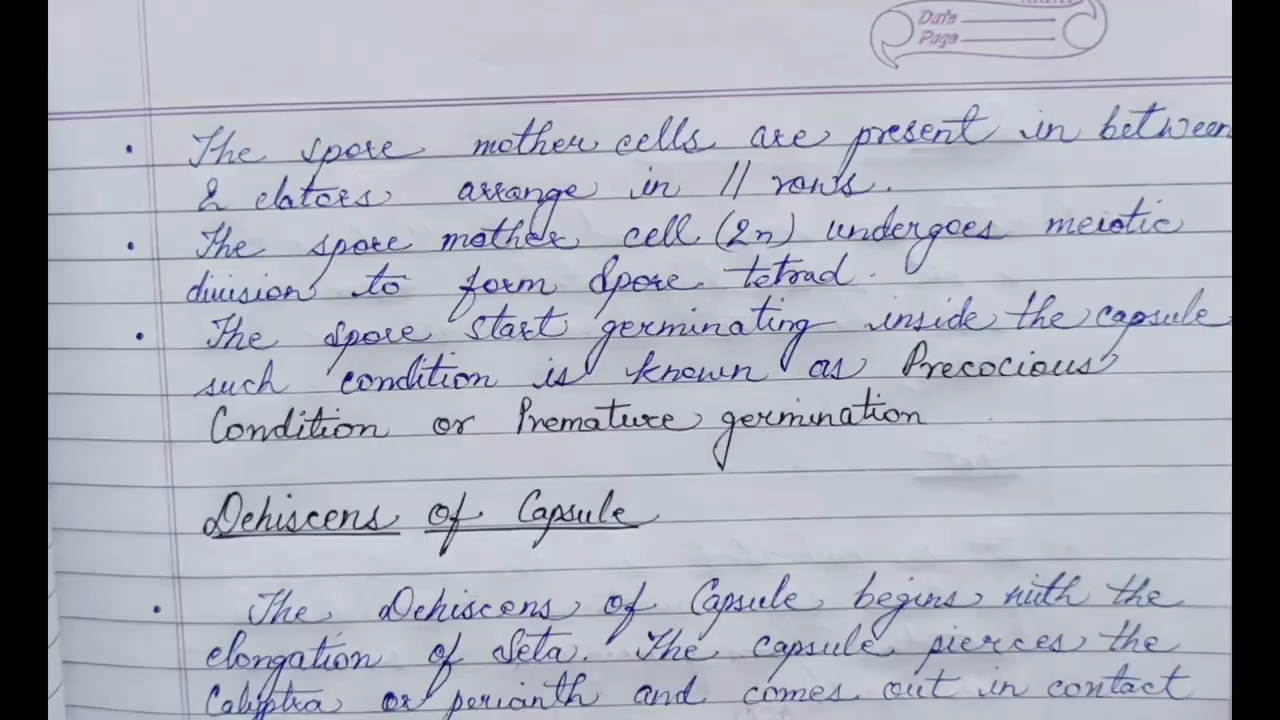 Date
Page
The spore mother cells are present in between
2 elators arrange in 11 rows.
The spore mother cell (2n) undergoes meiotic
division to form Spore tetrad.
The spore start germinating inside the capsule
such condition is known as Precocious
Condition or Premature germination
Dehiscens of Capsule
The Dehiscens of Capsule begins with the
elongation of Seta. The capsule pierces the
Calyptra or perianth and comes out in contact